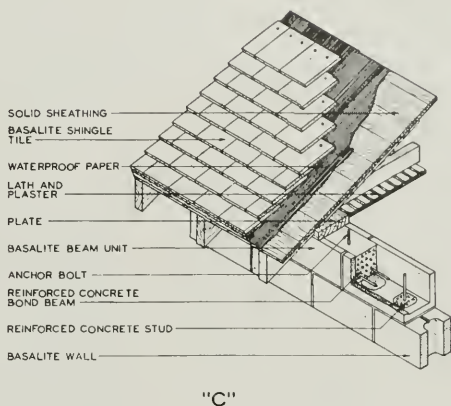 SOLID SHEATHING
BASALITE SHINGLE
TILE
WATERPROOF PAPER
LATH AND
PLASTER
PLATE
BASALITE BEAM UNIT
ANCHOR BOLT
REINFORCED CONCRETE
BOND BEAM
REINFORCED CONCRETE STUD
BASALITE WALL
"C"